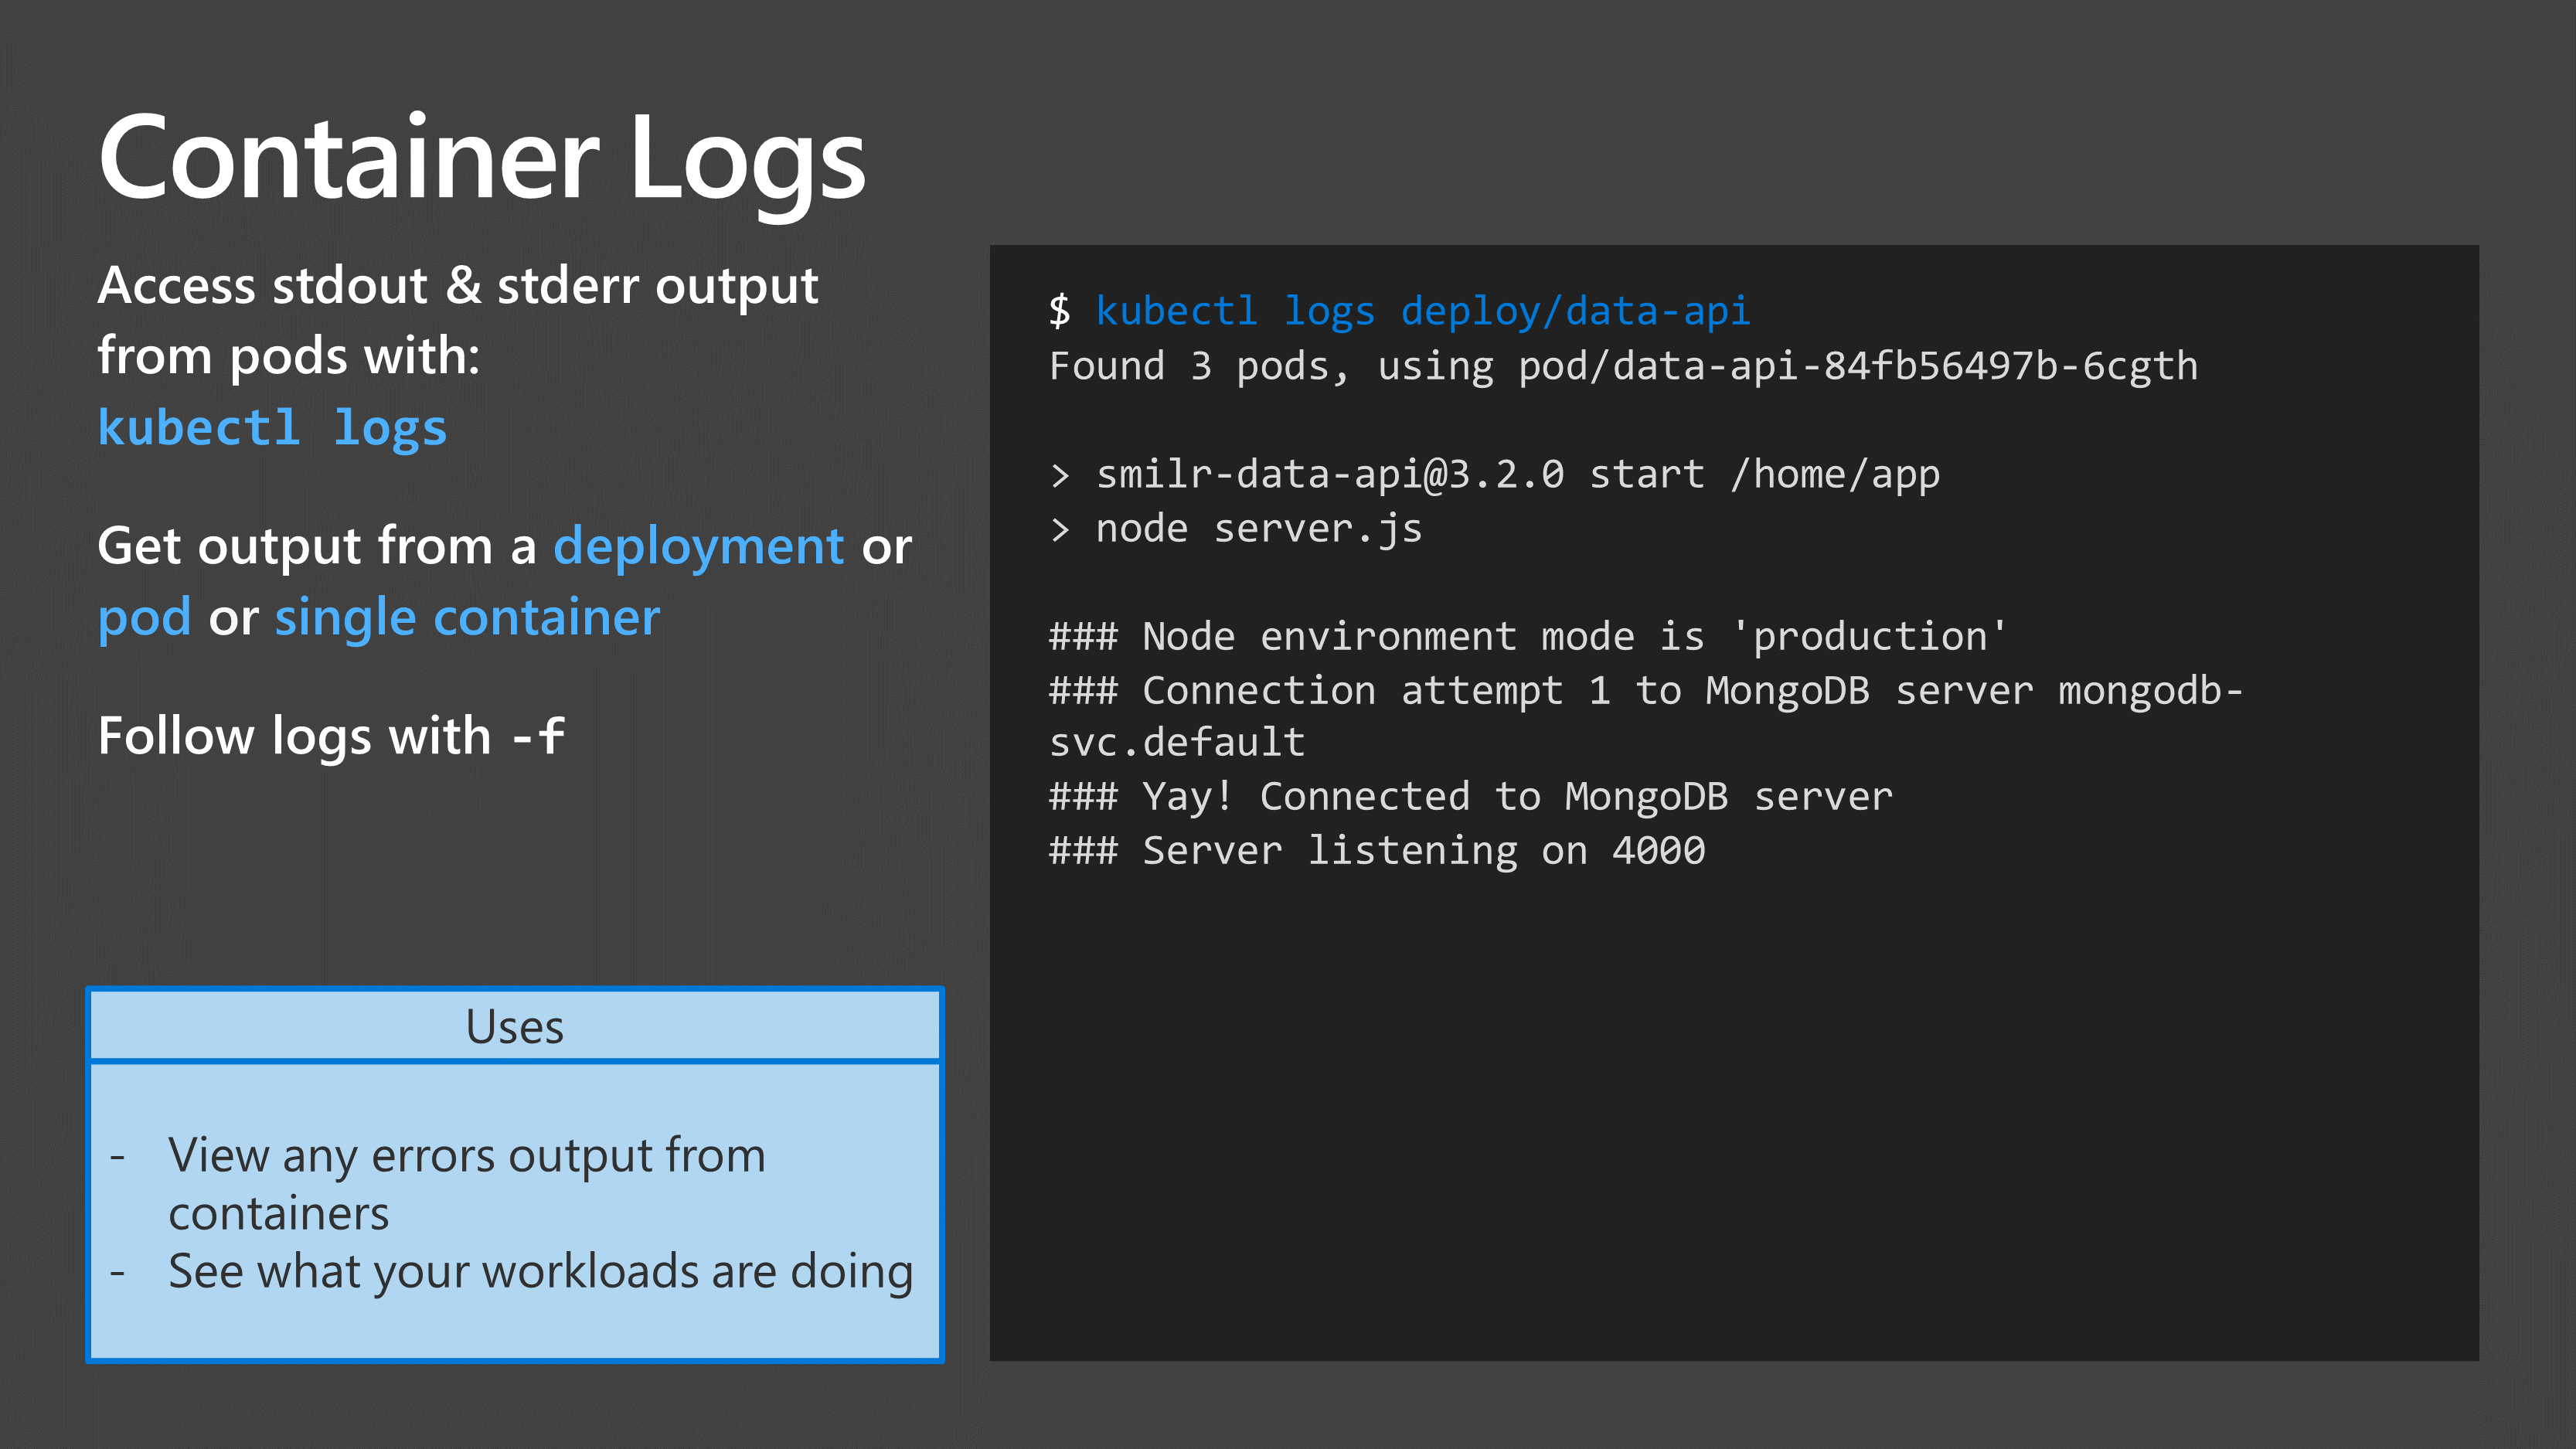 Container Logs
Access stdout & stderr output
from pods with:
kubectl logs
Get output from a deployment or
pod or single container
Follow logs with -f
Uses
- View any errors output from
containers
- See what your workloads are doing
$ kubectl logs deploy/data-api
Found 3 pods, using pod/data-api-84fb56497b-6cgth
> smilr-data-api@3.2.0 start /home/app
> node server.js
### Node environment mode is 'production'
### Connection attempt 1 to MongoDB server mongodb-
svc.default
### Yay! Connected to MongoDB server
### Server listening on 4000